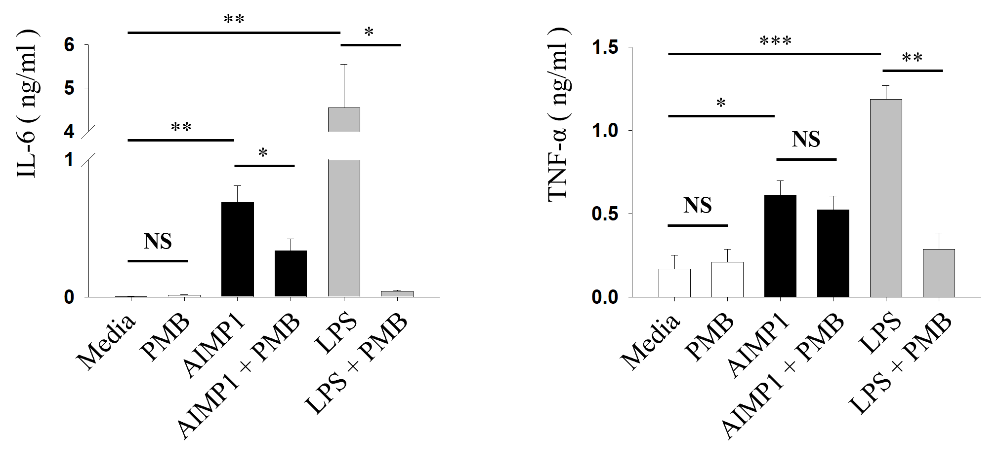 IL-6 ( ng/ml )
6
5
4
1
0
**
*
**
*
NS
Media
PMB
AIMP1
AIMP1 + PMB
LPS
LPS + PMB
TNF-α ( ng/ml )
1.5
1.0
0.5
0.0
***
**
*
NS
NS
Media
PMB
AIMP1
AIMP1 + PMB
LPS
LPS + PMB